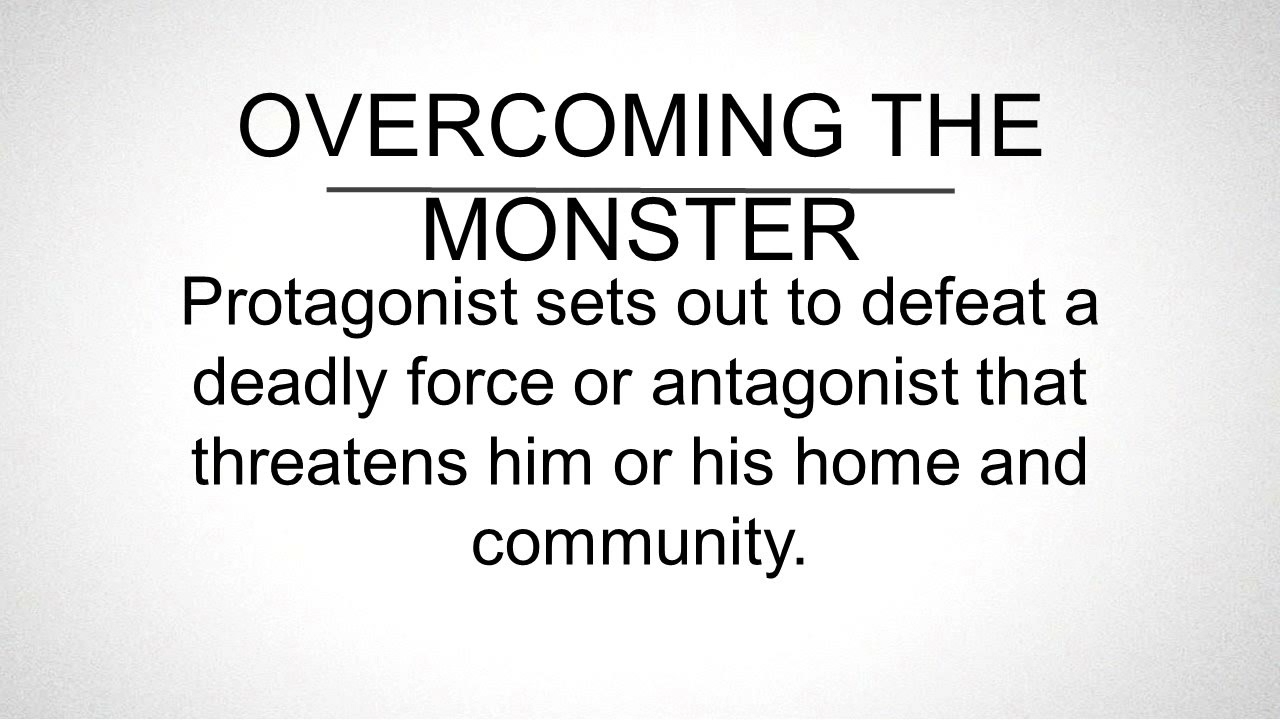 OVERCOMING THE
MONSTER
Protagonist sets out to defeat a
deadly force or antagonist that
threatens him or his home and
community.